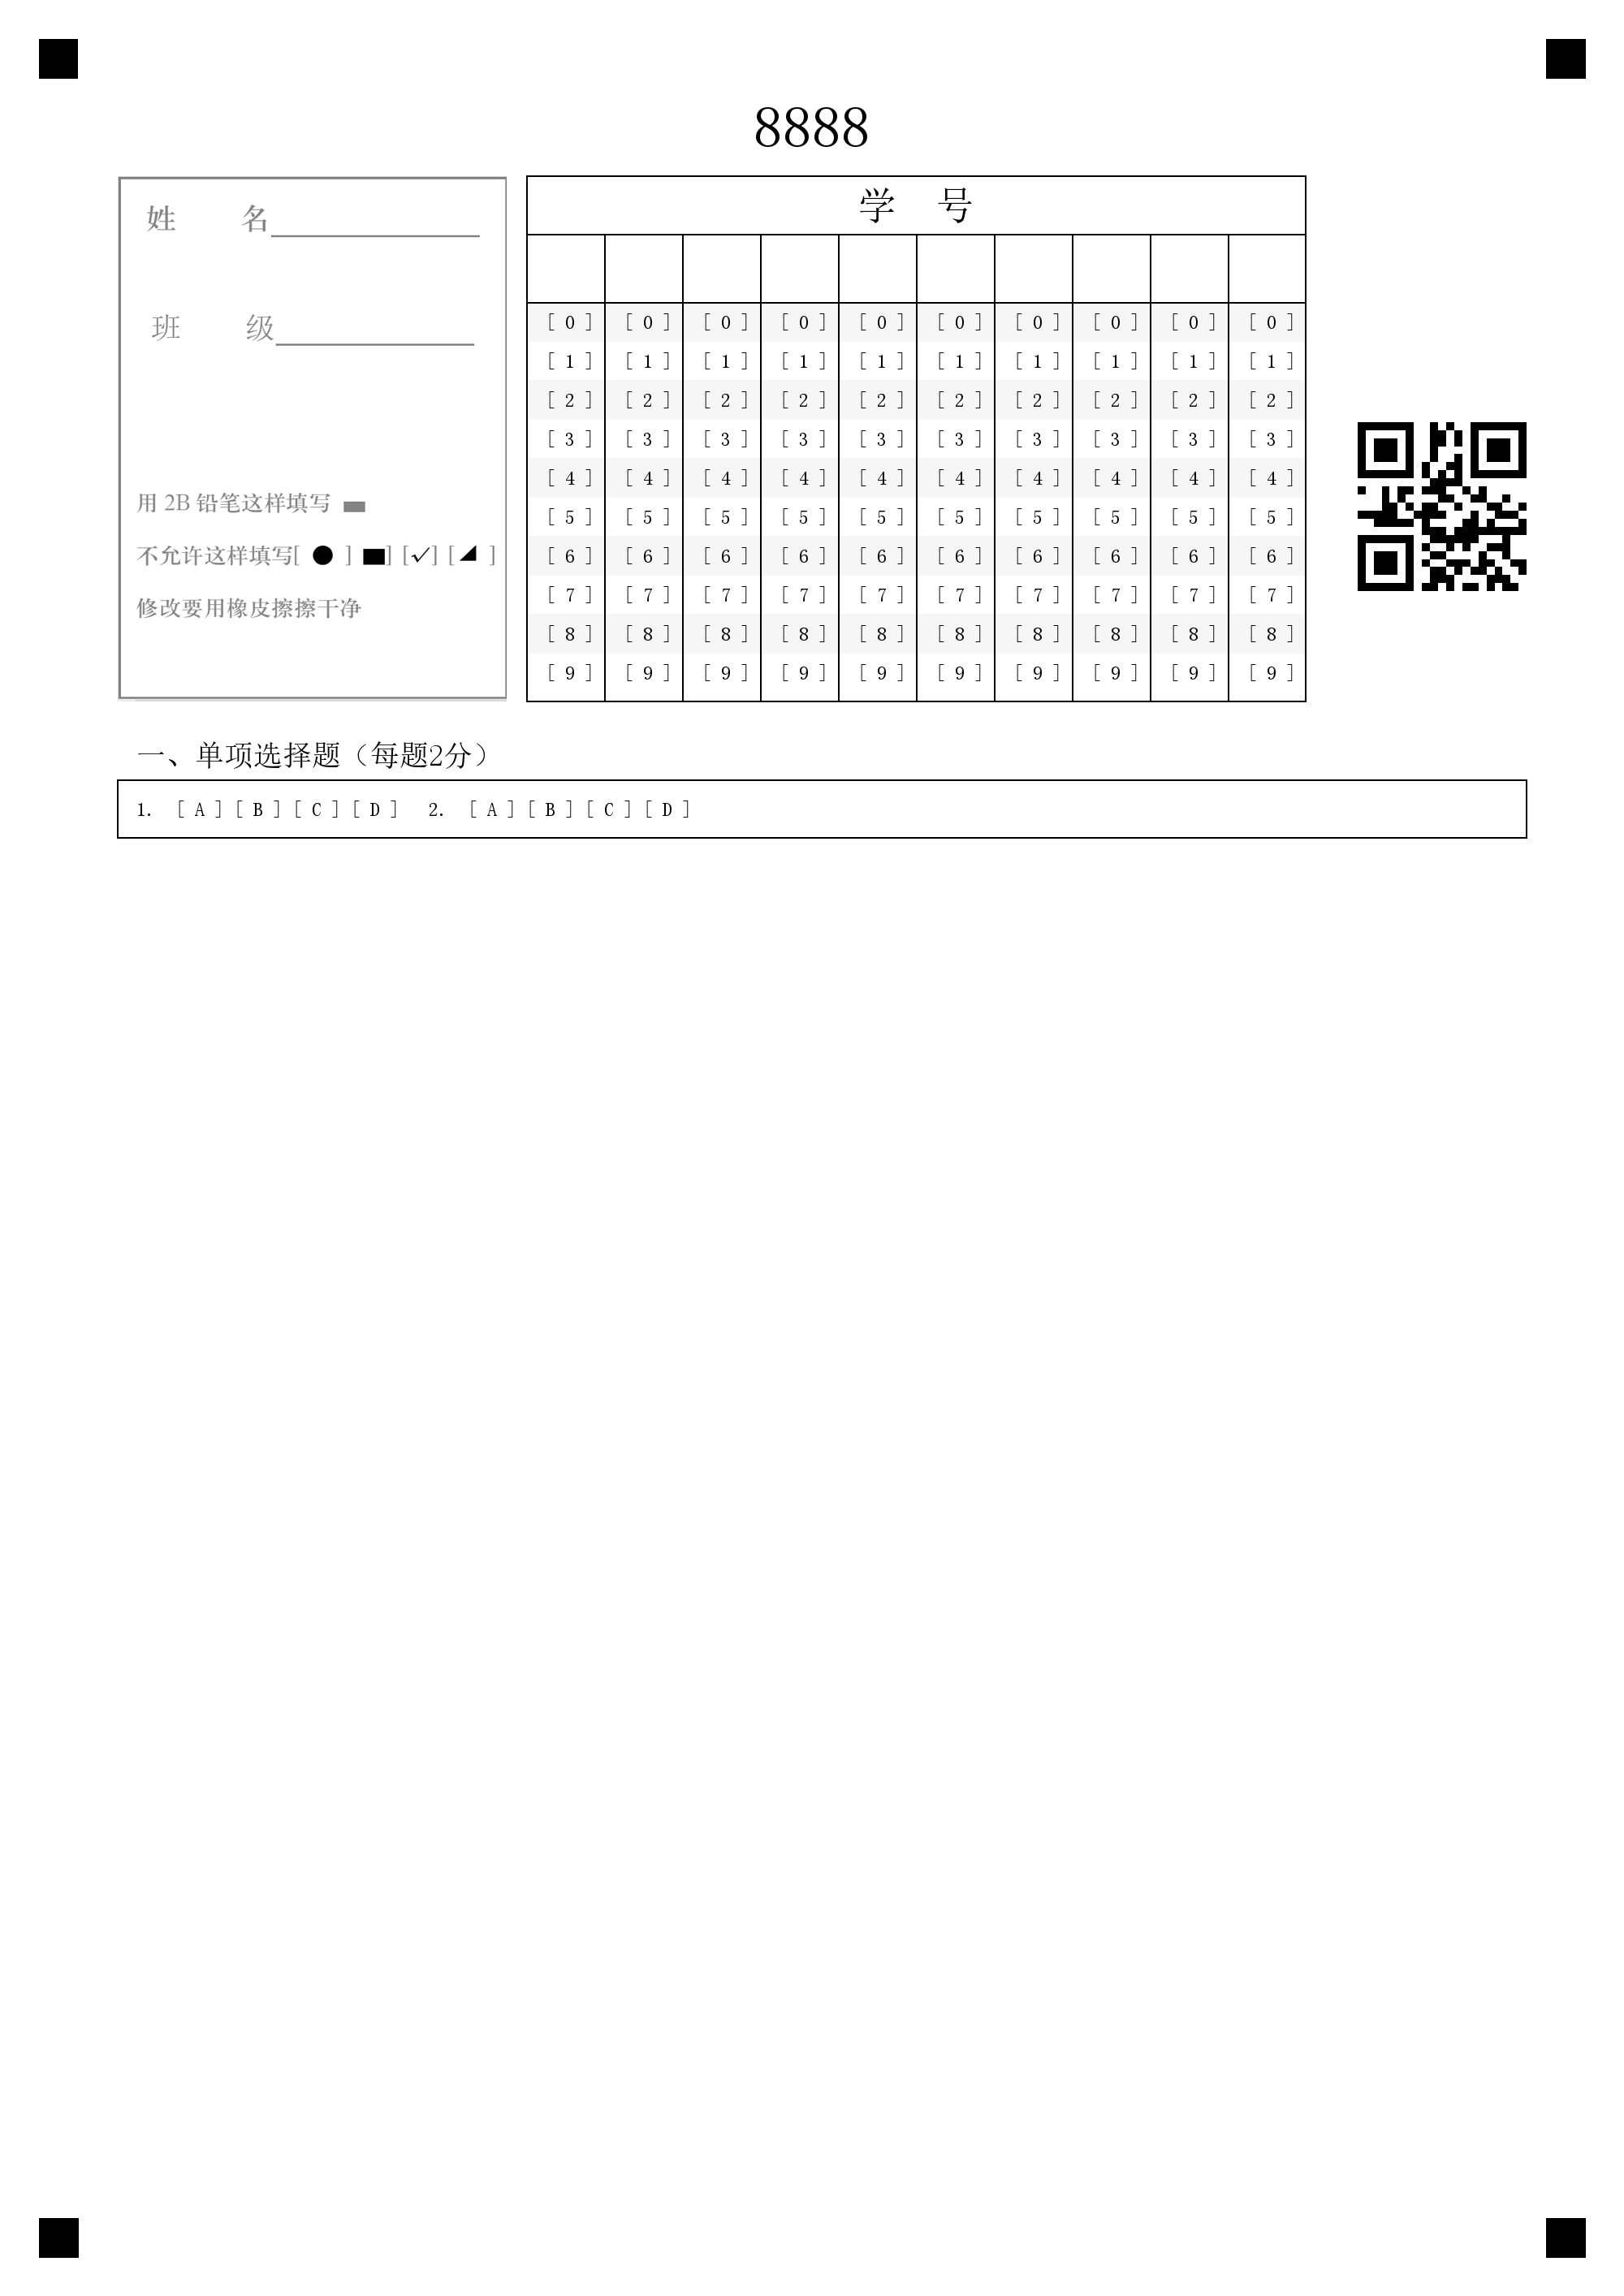 8888
姓 名
班 级
用 2B 铅笔这样填写
不允许这样填写[ ● ] ■] [√] [◢ ]
修改要用橡皮擦擦干净
学 号
[ 0 ] [ 0 ] [ 0 ] [ 0 ] [ 0 ] [ 0 ] [ 0 ] [ 0 ] [ 0 ] [ 0 ]
[ 1 ] [ 1 ] [ 1 ] [ 1 ] [ 1 ] [ 1 ] [ 1 ] [ 1 ] [ 1 ] [ 1 ]
[ 2 ] [ 2 ] [ 2 ] [ 2 ] [ 2 ] [ 2 ] [ 2 ] [ 2 ] [ 2 ] [ 2 ]
[ 3 ] [ 3 ] [ 3 ] [ 3 ] [ 3 ] [ 3 ] [ 3 ] [ 3 ] [ 3 ] [ 3 ]
[ 4 ] [ 4 ] [ 4 ] [ 4 ] [ 4 ] [ 4 ] [ 4 ] [ 4 ] [ 4 ] [ 4 ]
[ 5 ] [ 5 ] [ 5 ] [ 5 ] [ 5 ] [ 5 ] [ 5 ] [ 5 ] [ 5 ] [ 5 ]
[ 6 ] [ 6 ] [ 6 ] [ 6 ] [ 6 ] [ 6 ] [ 6 ] [ 6 ] [ 6 ] [ 6 ]
[ 7 ] [ 7 ] [ 7 ] [ 7 ] [ 7 ] [ 7 ] [ 7 ] [ 7 ] [ 7 ] [ 7 ]
[ 8 ] [ 8 ] [ 8 ] [ 8 ] [ 8 ] [ 8 ] [ 8 ] [ 8 ] [ 8 ] [ 8 ]
[ 9 ] [ 9 ] [ 9 ] [ 9 ] [ 9 ] [ 9 ] [ 9 ] [ 9 ] [ 9 ] [ 9 ]
一、单项选择题（每题2分）
1. [ A ] [ B ] [ C ] [ D ] 2. [ A ] [ B ] [ C ] [ D ]